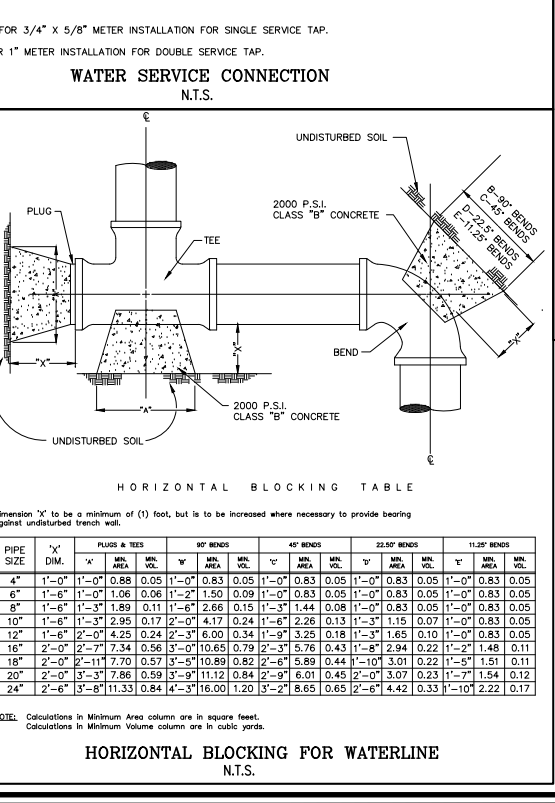 FOR 3/4" X 5/8" METER INSTALLATION FOR SINGLE SERVICE TAP.
R 1" METER INSTALLATION FOR DOUBLE SERVICE TAP.
WATER SERVICE CONNECTION
N.T.S.
℄
UNDISTURBED SOIL
2000 P.S.I.
CLASS "B" CONCRETE
B-90° BENDS
C-45° BENDS
D-22.5° BENDS
E-11.25° BENDS
PLUG
TEE
"X"
"X"
"X"
BEND
"A"
2000 P.S.I.
CLASS "B" CONCRETE
UNDISTURBED SOIL
℄
HORIZONTAL BLOCKING TABLE
imension 'X' to be a minimum of (1) foot, but is to be increased where necessary to provide bearing
gainst undisturbed trench wall.
PIPE SIZE 'X' DIM. PLUGS & TEES 90° BENDS 45° BENDS 22.50° BENDS 11.25° BENDS
'A' MIN. AREA MIN. VOL. 'B' MIN. AREA MIN. VOL. 'C' MIN. AREA MIN. VOL. 'D' MIN. AREA MIN. VOL. 'E' MIN. AREA MIN. VOL.
4" 1'-0" 1'-0" 0.88 0.05 1'-0" 0.83 0.05 1'-0" 0.83 0.05 1'-0" 0.83 0.05 1'-0" 0.83 0.05
6" 1'-6" 1'-0" 1.06 0.06 1'-2" 1.50 0.09 1'-0" 0.83 0.05 1'-0" 0.83 0.05 1'-0" 0.83 0.05
8" 1'-6" 1'-3" 1.89 0.11 1'-6" 2.66 0.15 1'-3" 1.44 0.08 1'-0" 0.83 0.05 1'-0" 0.83 0.05
10" 1'-6" 1'-3" 2.95 0.17 2'-0" 4.17 0.24 1'-6" 2.26 0.13 1'-3" 1.15 0.07 1'-0" 0.83 0.05
12" 1'-6" 2'-0" 4.25 0.24 2'-3" 6.00 0.34 1'-9" 3.25 0.18 1'-3" 1.65 0.10 1'-0" 0.83 0.05
16" 2'-0" 2'-7" 7.34 0.56 3'-0" 10.65 0.79 2'-3" 5.76 0.43 1'-8" 2.94 0.22 1'-2" 1.48 0.11
18" 2'-0" 2'-11" 7.70 0.57 3'-5" 10.89 0.82 2'-6" 5.89 0.44 1'-10" 3.01 0.22 1'-5" 1.51 0.11
20" 2'-0" 3'-3" 7.86 0.59 3'-9" 11.12 0.84 2'-9" 6.01 0.45 2'-0" 3.07 0.23 1'-7" 1.54 0.12
24" 2'-6" 3'-8" 11.33 0.84 4'-3" 16.00 1.20 3'-2" 8.65 0.65 2'-6" 4.42 0.33 1'-10" 2.22 0.17
OTE: Calculations in Minimum Area column are in square feeet.
Calculations in Minimum Volume column are in cubic yards.
HORIZONTAL BLOCKING FOR WATERLINE
N.T.S.